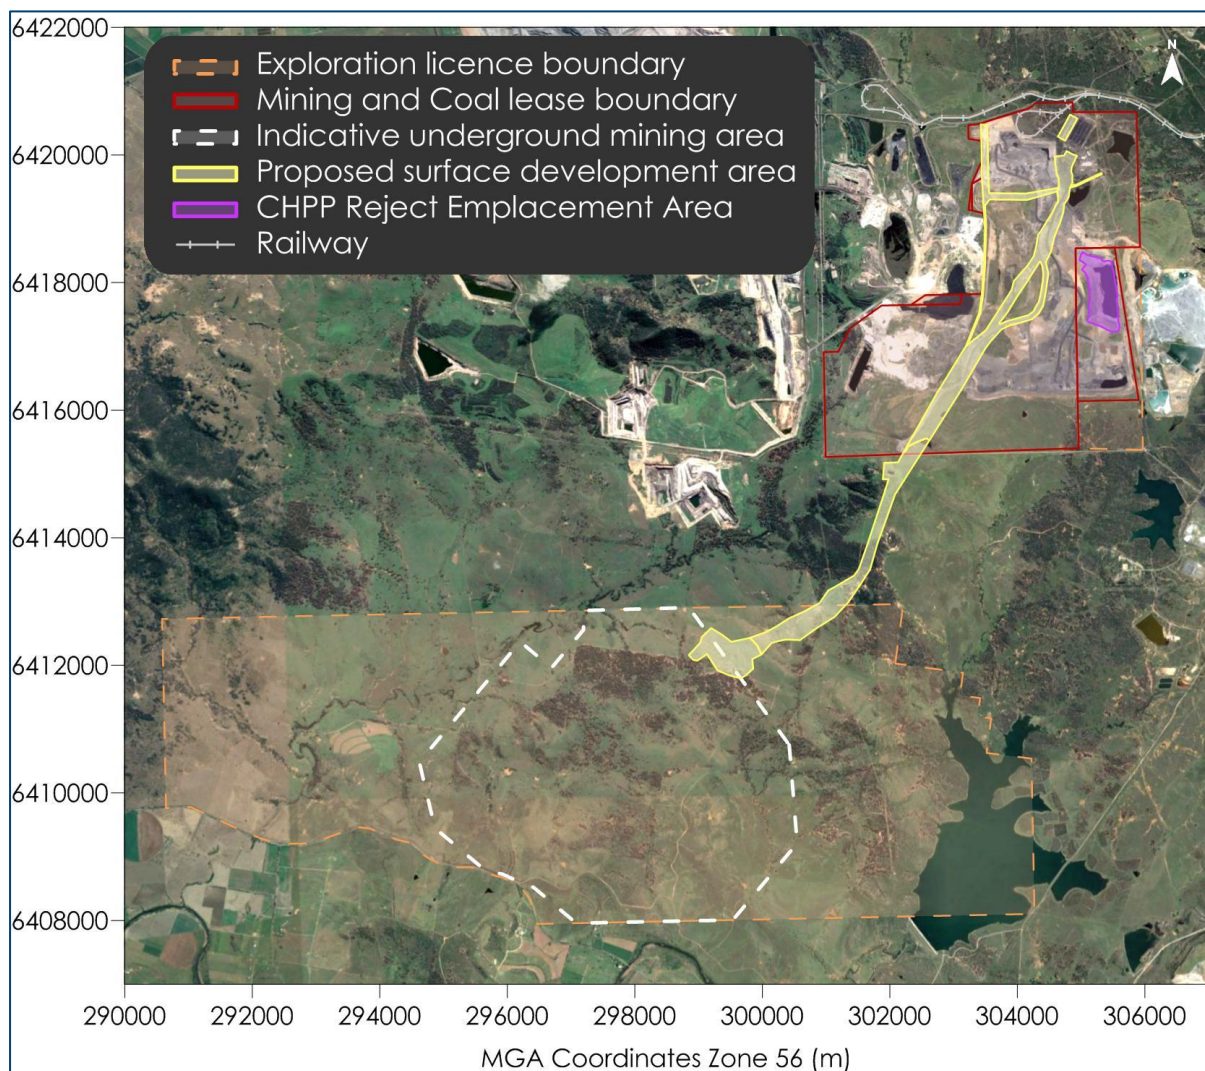 6422000
Exploration licence boundary
Mining and Coal lease boundary
Indicative underground mining area
Proposed surface development area
CHPP Reject Emplacement Area
Railway
N
6420000
6418000
6416000
6414000
6412000
6410000
6408000
290000 292000 294000 296000 298000 300000 302000 304000 306000
MGA Coordinates Zone 56 (m)